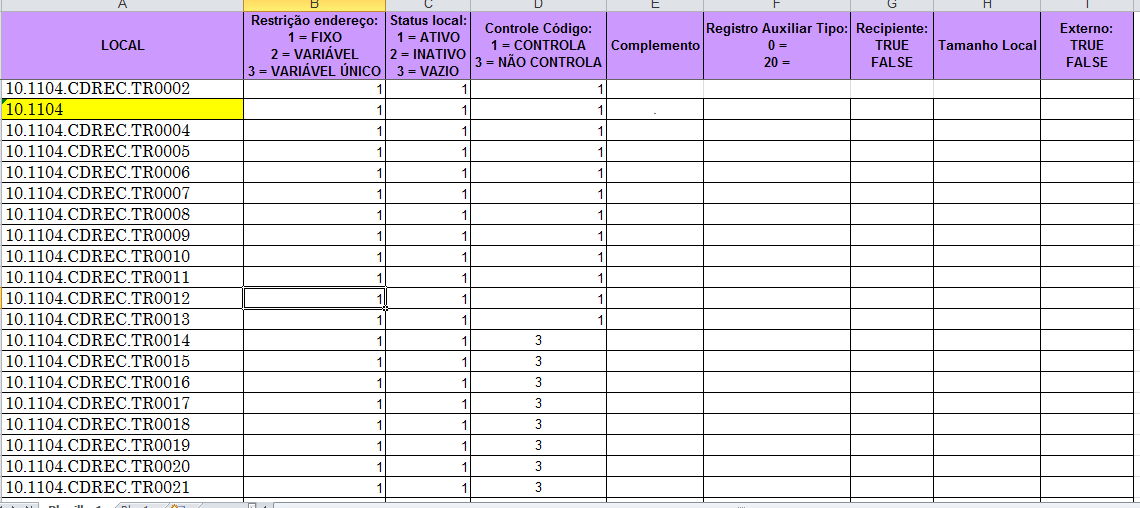 A B C D E F G H I
LOCAL
Restrição endereço:
1 = FIXO
2 = VARIÁVEL
3 = VARIÁVEL ÚNICO
Status local:
1 = ATIVO
2 = INATIVO
3 = VAZIO
Controle Código:
1 = CONTROLA
3 = NÃO CONTROLA
Complemento
Registro Auxiliar Tipo:
0 =
20 =
Recipiente:
TRUE
FALSE
Tamanho Local
Externo:
TRUE
FALSE
10.1104.CDREC.TR0002 1 1 1
10.1104 1 1 1 .
10.1104.CDREC.TR0004 1 1 1
10.1104.CDREC.TR0005 1 1 1
10.1104.CDREC.TR0006 1 1 1
10.1104.CDREC.TR0007 1 1 1
10.1104.CDREC.TR0008 1 1 1
10.1104.CDREC.TR0009 1 1 1
10.1104.CDREC.TR0010 1 1 1
10.1104.CDREC.TR0011 1 1 1
10.1104.CDREC.TR0012 1 1 1
10.1104.CDREC.TR0013 1 1 1
10.1104.CDREC.TR0014 1 1 3
10.1104.CDREC.TR0015 1 1 3
10.1104.CDREC.TR0016 1 1 3
10.1104.CDREC.TR0017 1 1 3
10.1104.CDREC.TR0018 1 1 3
10.1104.CDREC.TR0019 1 1 3
10.1104.CDREC.TR0020 1 1 3
10.1104.CDREC.TR0021 1 1 3